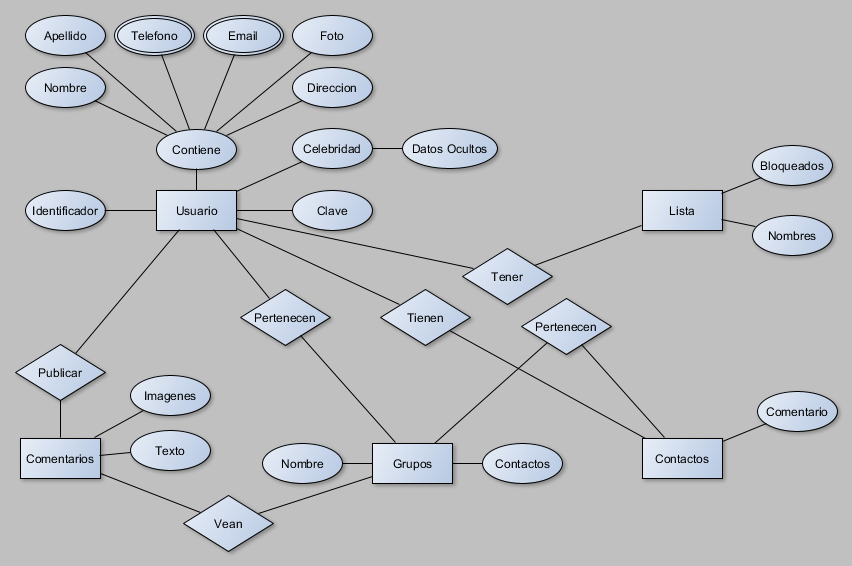 Apellido
Telefono
Email
Foto
Nombre
Direccion
Contiene
Celebridad
Datos Ocultos
Bloqueados
Identificador
Usuario
Clave
Lista
Nombres
Tener
Pertenecen
Tienen
Pertenecen
Publicar
Imagenes
Comentario
Texto
Comentarios
Nombre
Grupos
Contactos
Contactos
Vean